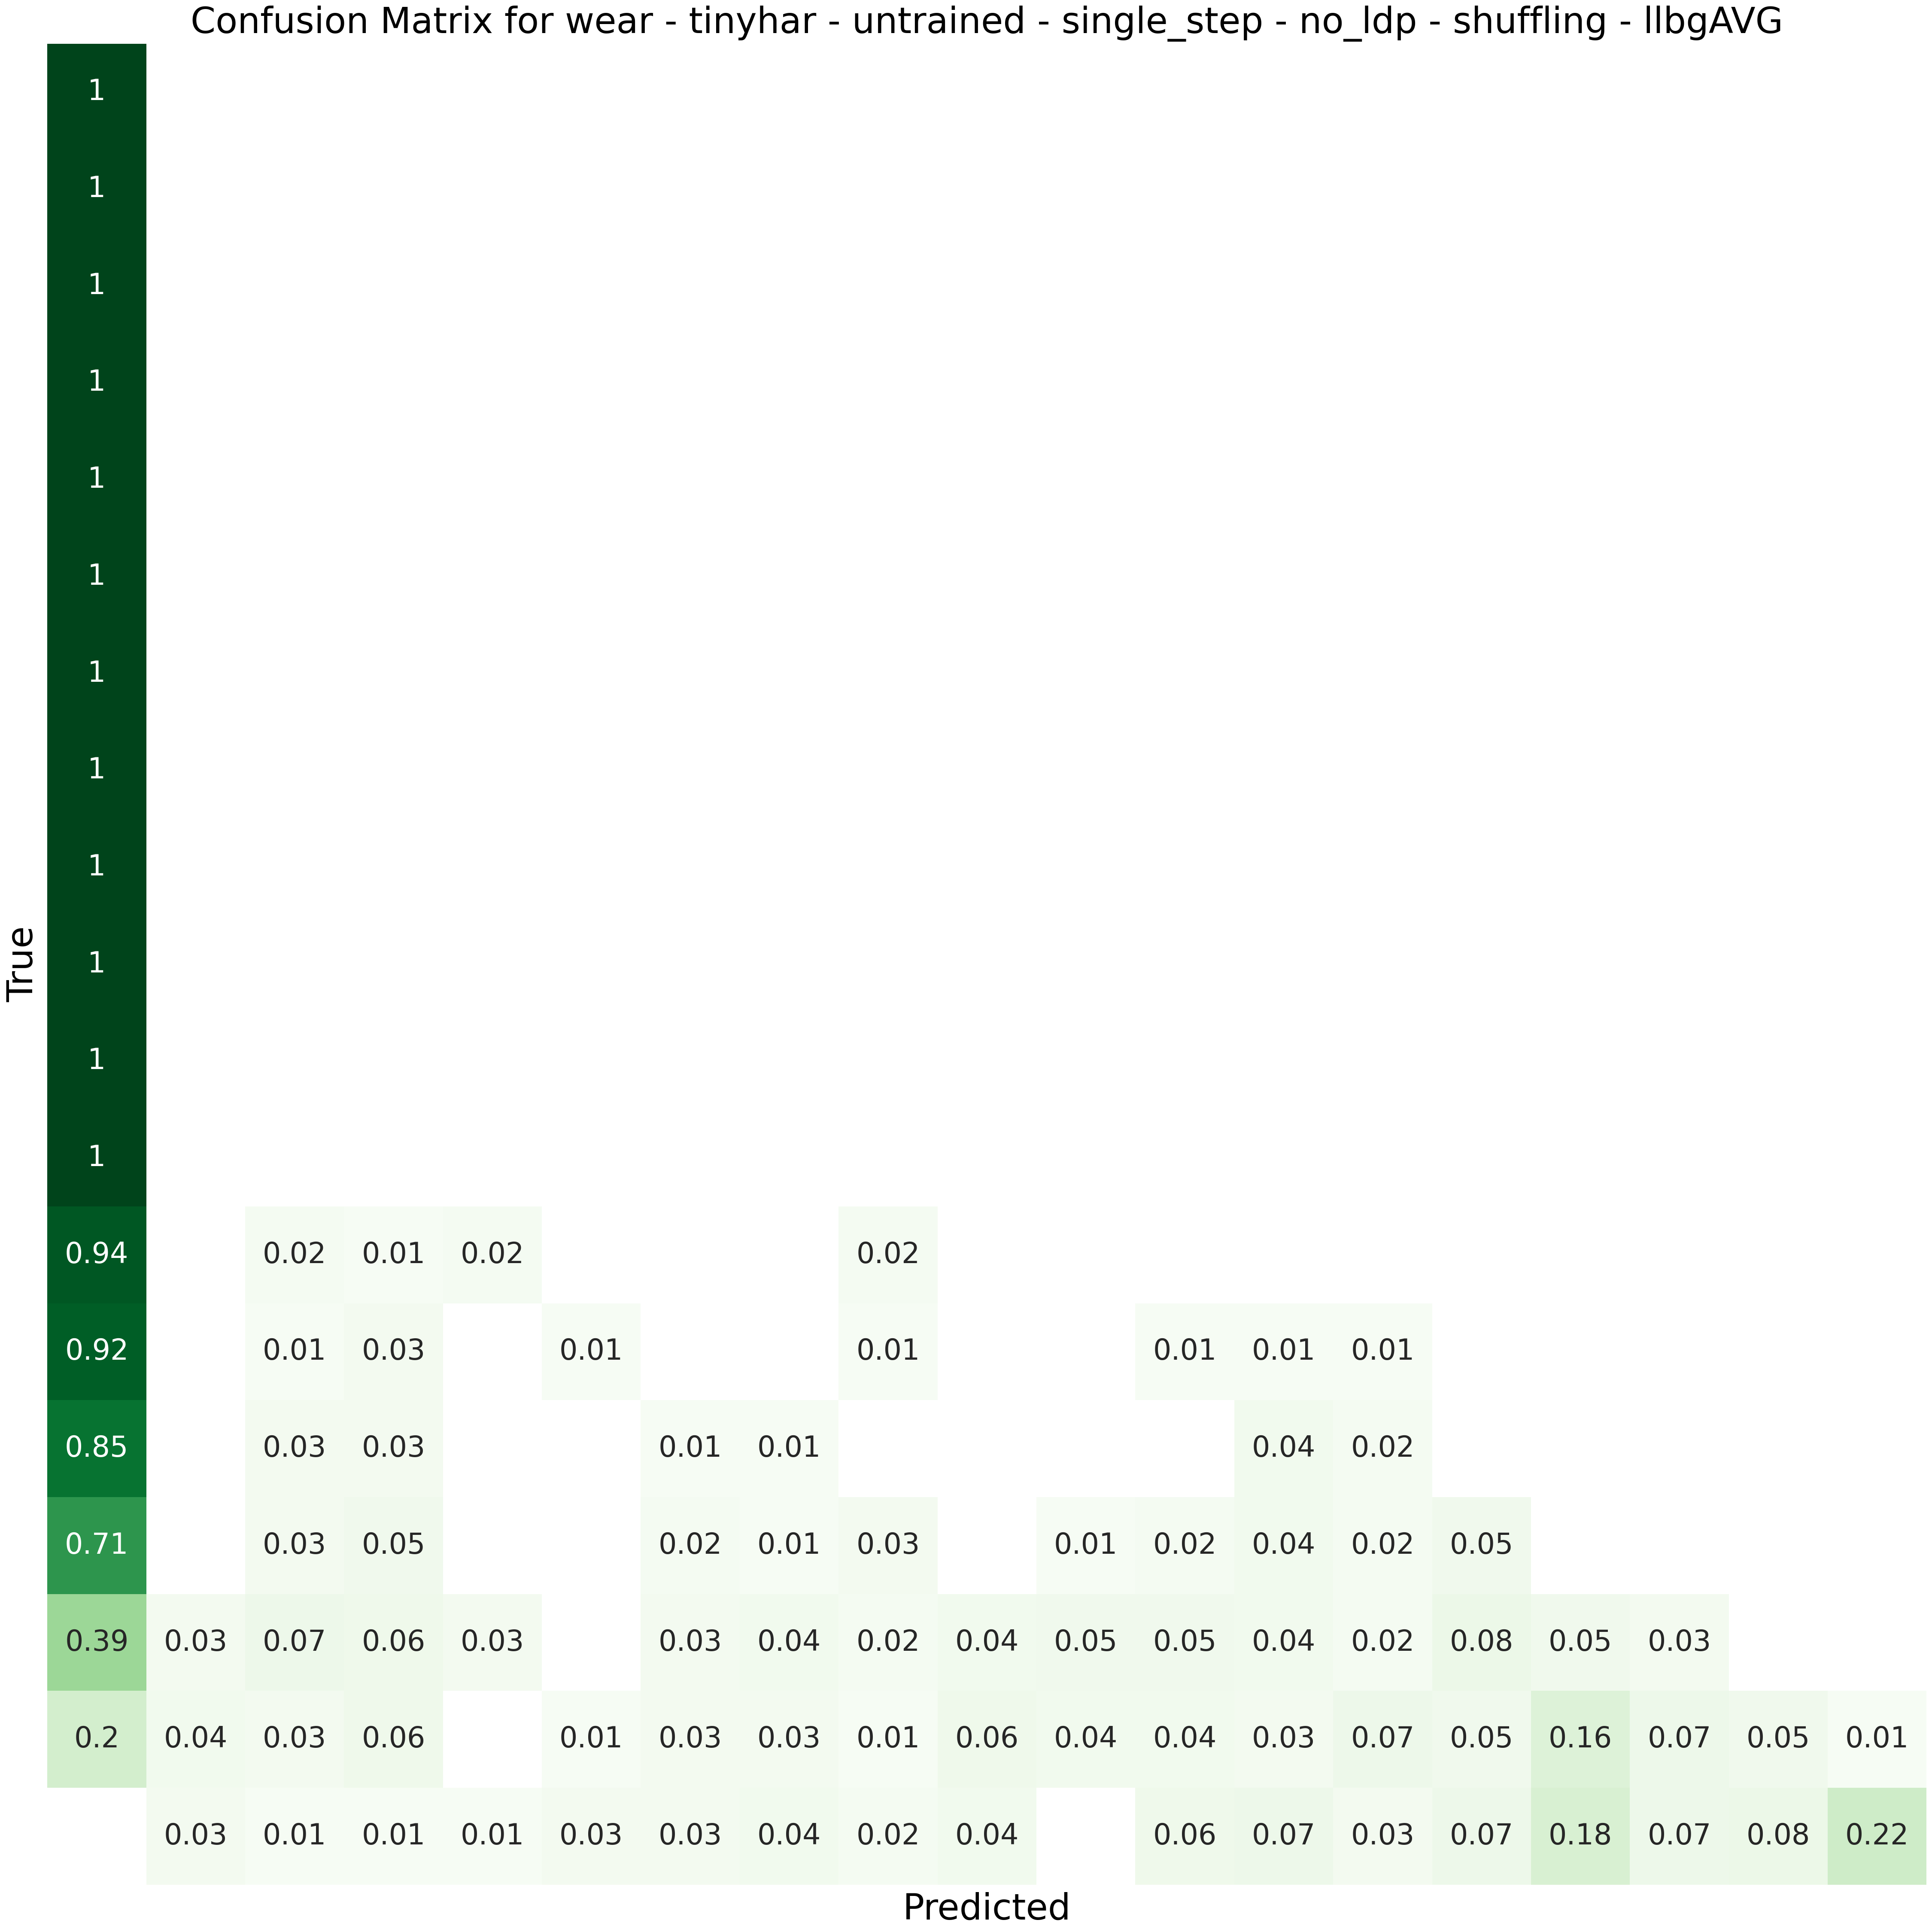 Confusion Matrix for wear - tinyhar - untrained - single_step - no_ldp - shuffling - llbgAVG
1
1
1
1
1
1
1
1
1
1
1
1
0.94 0.02 0.01 0.02 0.02
0.92 0.01 0.03 0.01 0.01 0.01 0.01 0.01
0.85 0.03 0.03 0.01 0.01 0.04 0.02
0.71 0.03 0.05 0.02 0.01 0.03 0.01 0.02 0.04 0.02 0.05
0.39 0.03 0.07 0.06 0.03 0.03 0.04 0.02 0.04 0.05 0.05 0.04 0.02 0.08 0.05 0.03
0.2 0.04 0.03 0.06 0.01 0.03 0.03 0.01 0.06 0.04 0.04 0.03 0.07 0.05 0.16 0.07 0.05 0.01
0.03 0.01 0.01 0.01 0.03 0.03 0.04 0.02 0.04 0.06 0.07 0.03 0.07 0.18 0.07 0.08 0.22
True
Predicted